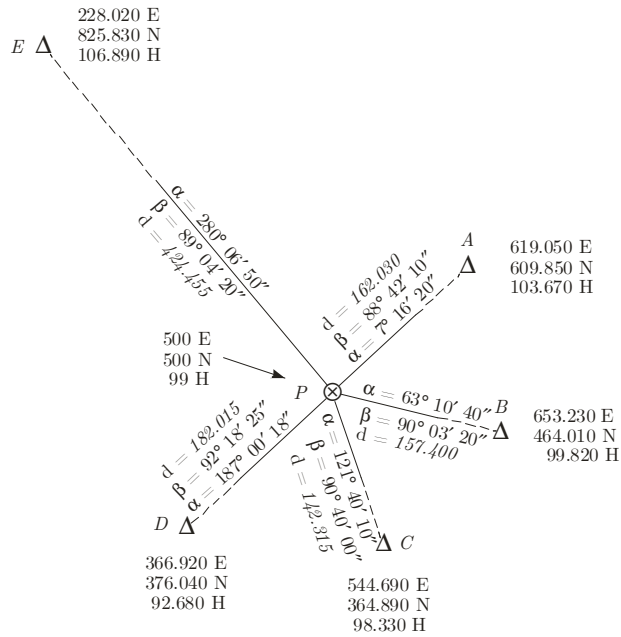 228.020 E
825.830 N
106.890 H
E
α = 280° 06′ 50″
β = 89° 04′ 20″
d = 424.455
A
619.050 E
609.850 N
103.670 H
d = 162.030
β = 88° 42′ 10″
α = 7° 16′ 20″
500 E
500 N
99 H
P
α = 63° 10′ 40″
β = 90° 03′ 20″
d = 157.400
B
653.230 E
464.010 N
99.820 H
d = 182.015
β = 92° 18′ 25″
α = 187° 00′ 18″
α = 121° 40′ 10″
β = 90° 40′ 00″
d = 142.315
D
366.920 E
376.040 N
92.680 H
C
544.690 E
364.890 N
98.330 H